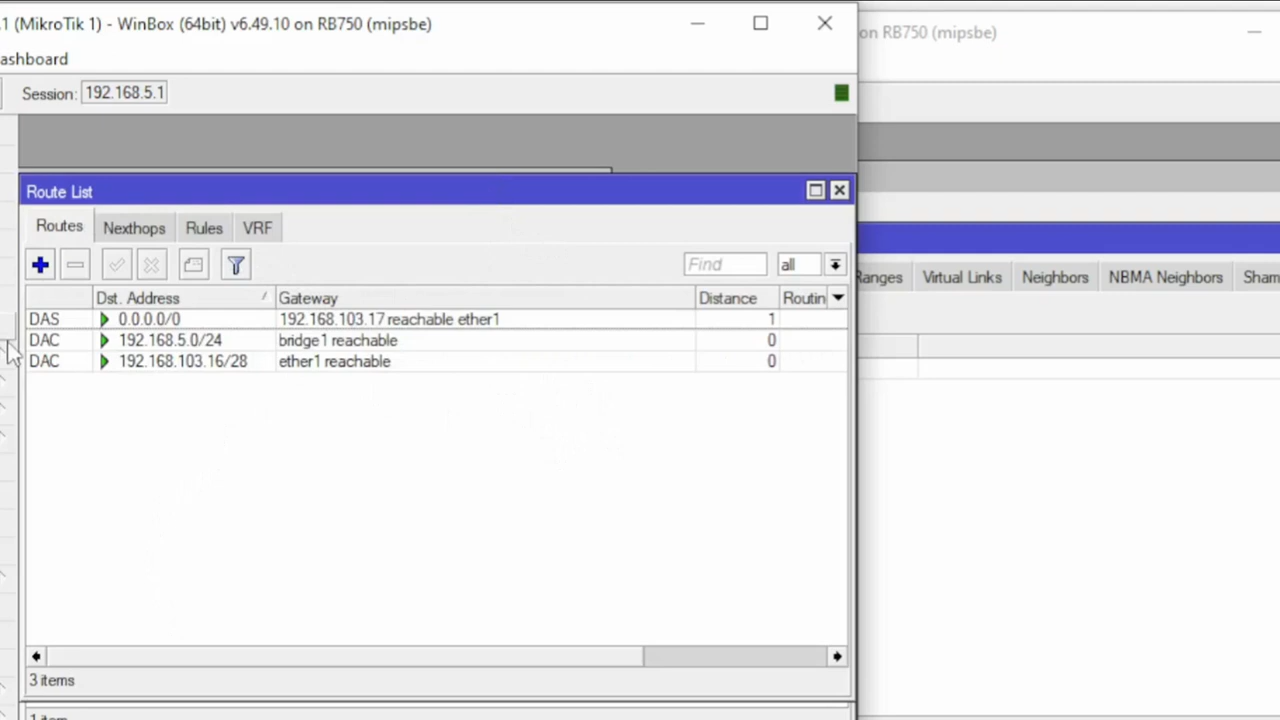 .1 (MikroTik 1) - WinBox (64bit) v6.49.10 on RB750 (mipsbe)
on RB750 (mipsbe)
ashboard
Session: 192.168.5.1
Route List
Routes Nexthops Rules VRF
Ranges Virtual Links Neighbors NBMA Neighbors Sham
Find all
Dst. Address / Gateway Distance Routin
DAS 0.0.0.0/0 192.168.103.17 reachable ether1 1
DAC 192.168.5.0/24 bridge1 reachable 0
DAC 192.168.103.16/28 ether1 reachable 0
3 items
1 item